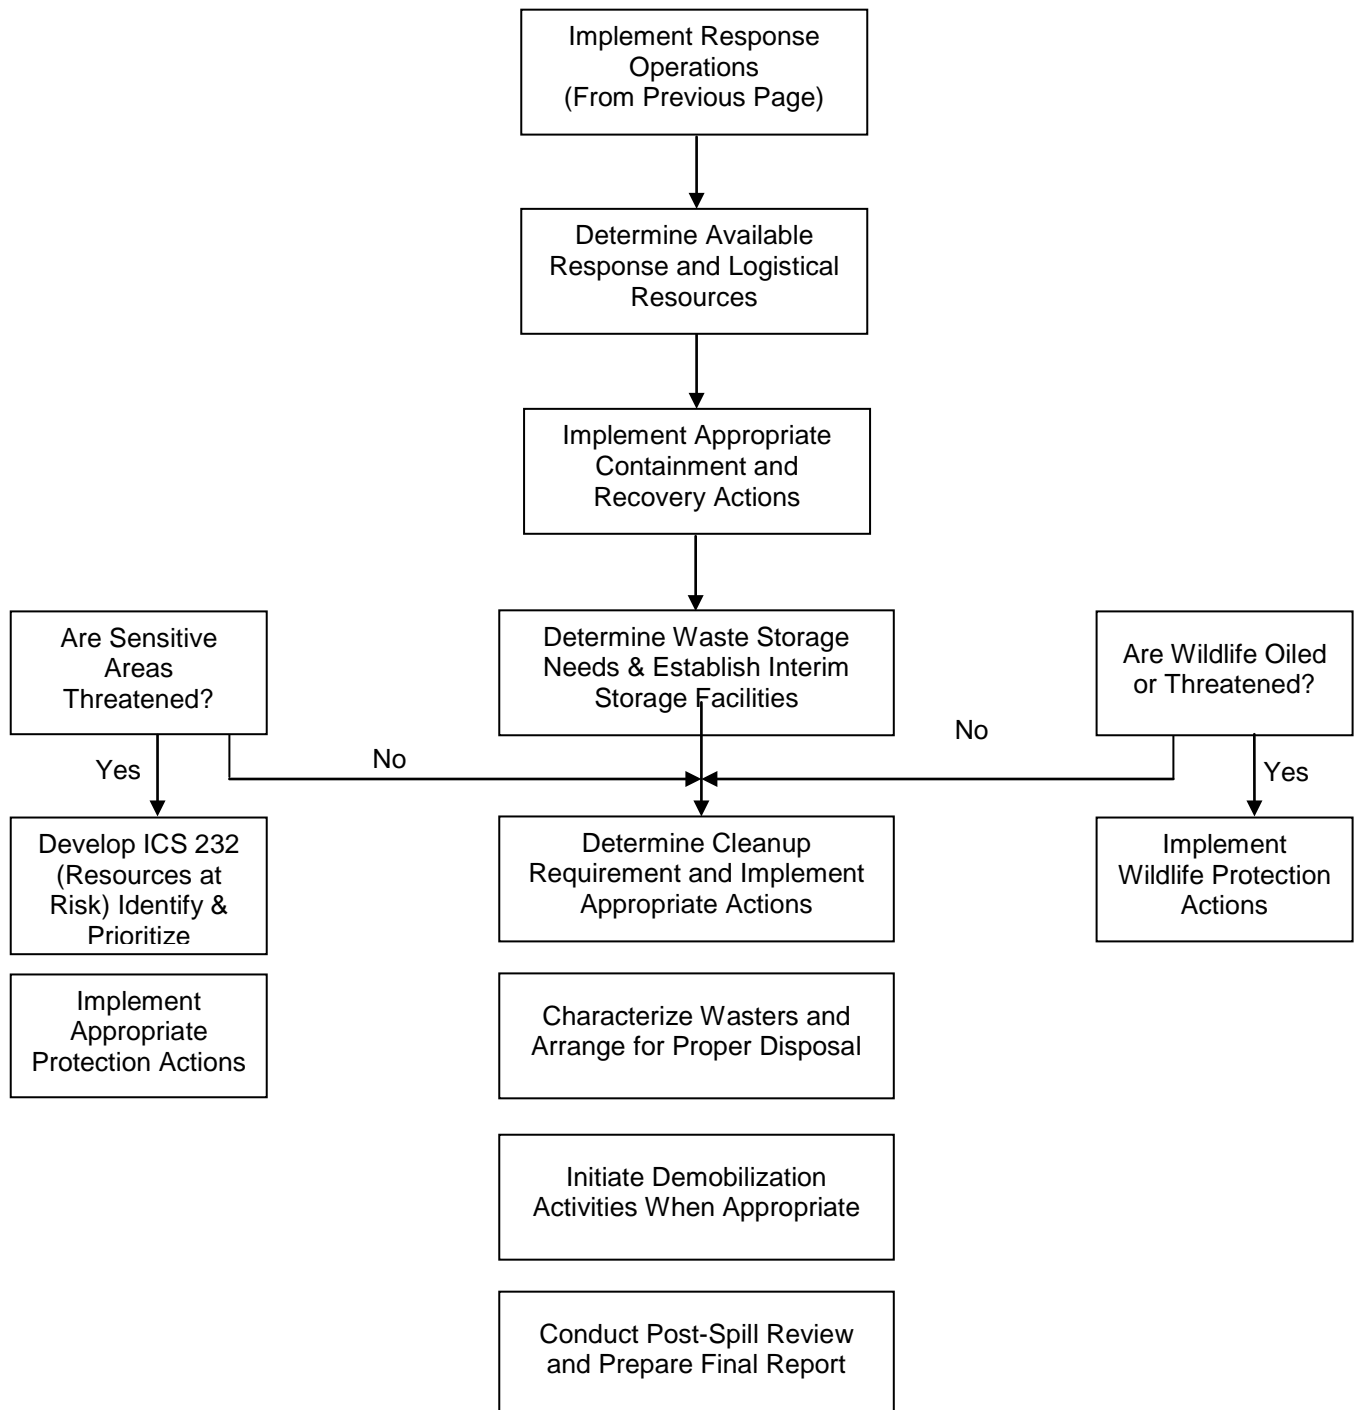 Implement Response
Operations
(From Previous Page)
Determine Available
Response and Logistical
Resources
Implement Appropriate
Containment and
Recovery Actions
Are Sensitive
Areas
Threatened?
Determine Waste Storage
Needs & Establish Interim
Storage Facilities
Are Wildlife Oiled
or Threatened?
Yes
No
No
Yes
Develop ICS 232
(Resources at
Risk) Identify &
Prioritize
Determine Cleanup
Requirement and Implement
Appropriate Actions
Implement
Wildlife Protection
Actions
Implement
Appropriate
Protection Actions
Characterize Wasters and
Arrange for Proper Disposal
Initiate Demobilization
Activities When Appropriate
Conduct Post-Spill Review
and Prepare Final Report